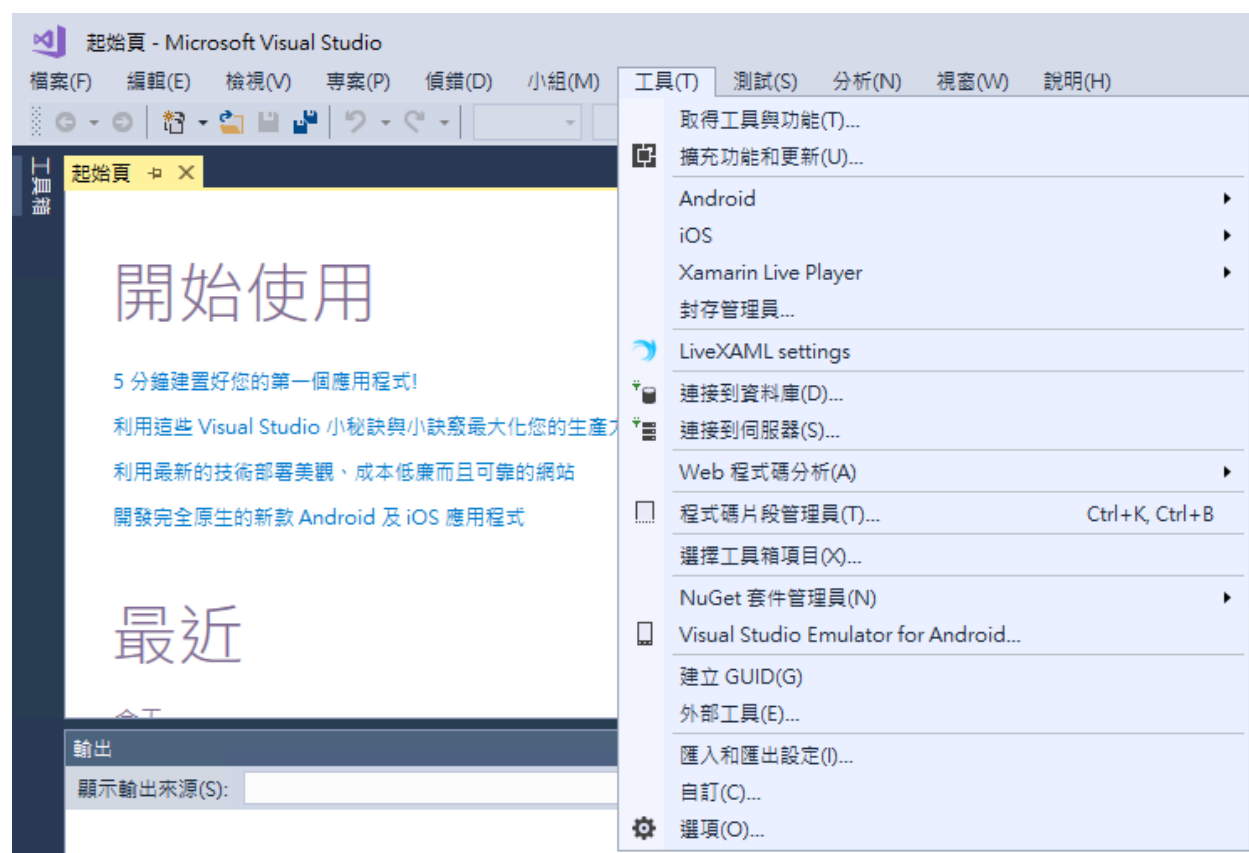 起始頁 - Microsoft Visual Studio
檔案(F) 編輯(E) 檢視(V) 專案(P) 偵錯(D) 小組(M) 工具(T) 測試(S) 分析(N) 視窗(W) 說明(H)
工具箱
起始頁
開始使用
5 分鐘建置好您的第一個應用程式!
利用這些 Visual Studio 小秘訣與小訣竅最大化您的生產力
利用最新的技術部署美觀、成本低廉而且可靠的網站
開發完全原生的新款 Android 及 iOS 應用程式
最近
輸出
顯示輸出來源(S):
取得工具與功能(T)...
擴充功能和更新(U)...
Android
iOS
Xamarin Live Player
封存管理員...
LiveXAML settings
連接到資料庫(D)...
連接到伺服器(S)...
Web 程式碼分析(A)
程式碼片段管理員(T)... Ctrl+K, Ctrl+B
選擇工具箱項目(X)...
NuGet 套件管理員(N)
Visual Studio Emulator for Android...
建立 GUID(G)
外部工具(E)...
匯入和匯出設定(I)...
自訂(C)...
選項(O)...